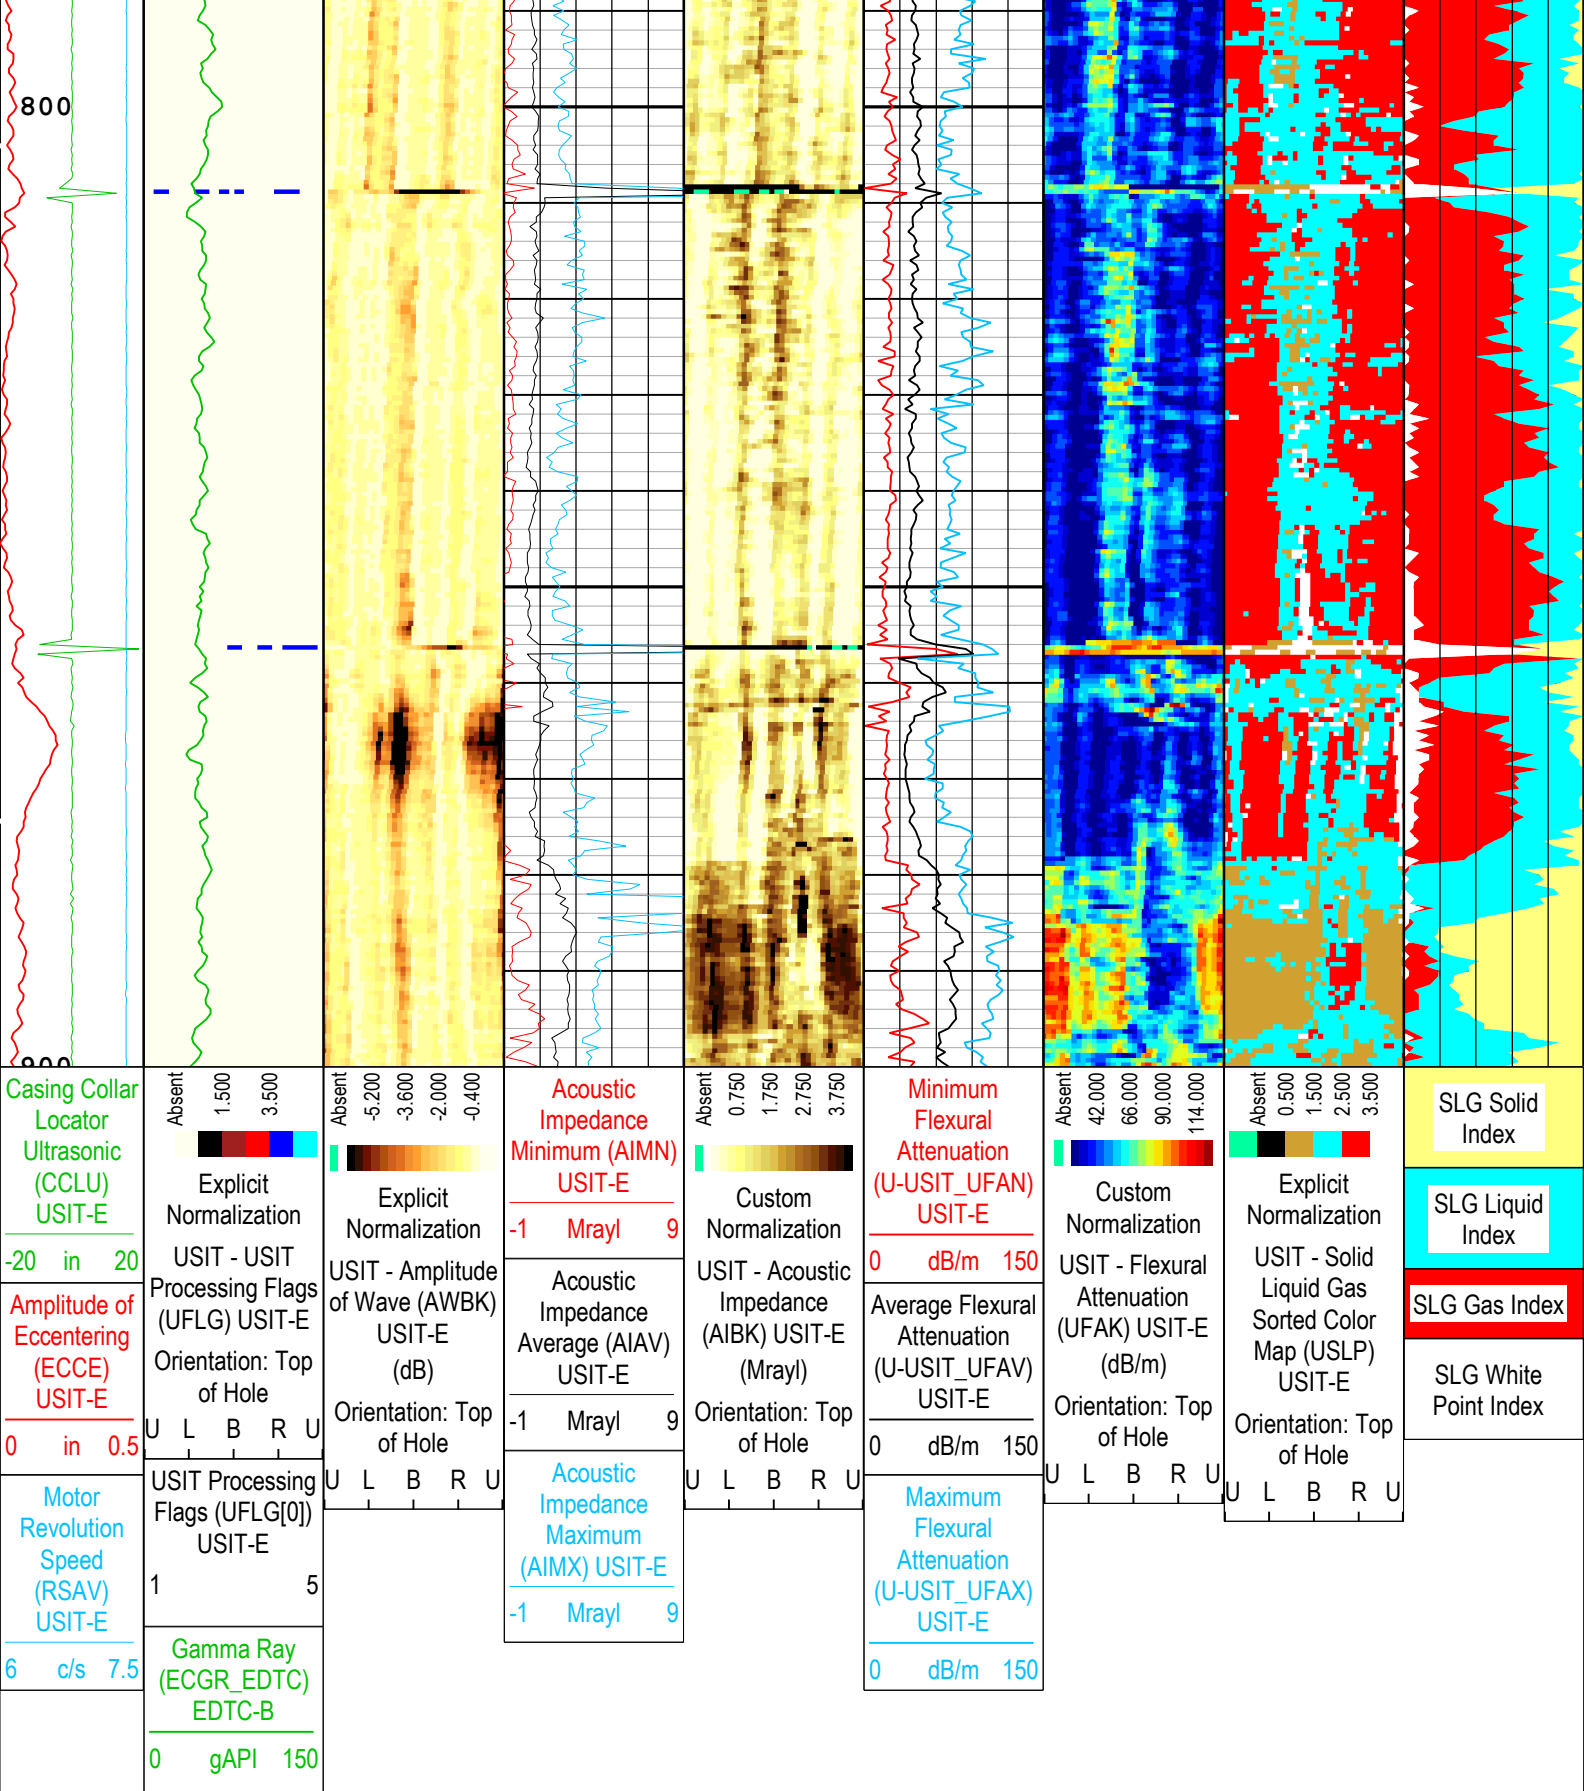 800
900
Casing Collar
Locator
Ultrasonic
(CCLU)
USIT-E
-20 in 20
Amplitude of
Eccentering
(ECCE)
USIT-E
0 in 0.5
Motor
Revolution
Speed
(RSAV)
USIT-E
6 c/s 7.5
Absent 1.500 3.500
Explicit
Normalization
USIT - USIT
Processing Flags
(UFLG) USIT-E
Orientation: Top
of Hole
U L B R U
USIT Processing
Flags (UFLG[0])
USIT-E
1 5
Gamma Ray
(ECGR_EDTC)
EDTC-B
0 gAPI 150
Absent -5.200 -3.600 -2.000 -0.400
Explicit
Normalization
USIT - Amplitude
of Wave (AWBK)
USIT-E
(dB)
Orientation: Top
of Hole
U L B R U
Acoustic
Impedance
Minimum (AIMN)
USIT-E
-1 Mrayl 9
Acoustic
Impedance
Average (AIAV)
USIT-E
-1 Mrayl 9
Acoustic
Impedance
Maximum
(AIMX) USIT-E
-1 Mrayl 9
Absent 0.750 1.750 2.750 3.750
Custom
Normalization
USIT - Acoustic
Impedance
(AIBK) USIT-E
(Mrayl)
Orientation: Top
of Hole
U L B R U
Minimum
Flexural
Attenuation
(U-USIT_UFAN)
USIT-E
0 dB/m 150
Average Flexural
Attenuation
(U-USIT_UFAV)
USIT-E
0 dB/m 150
Maximum
Flexural
Attenuation
(U-USIT_UFAX)
USIT-E
0 dB/m 150
Absent 42.000 66.000 90.000 114.000
Custom
Normalization
USIT - Flexural
Attenuation
(UFAK) USIT-E
(dB/m)
Orientation: Top
of Hole
U L B R U
Absent 0.500 1.500 2.500 3.500
Explicit
Normalization
USIT - Solid
Liquid Gas
Sorted Color
Map (USLP)
USIT-E
Orientation: Top
of Hole
U L B R U
SLG Solid
Index
SLG Liquid
Index
SLG Gas Index
SLG White
Point Index